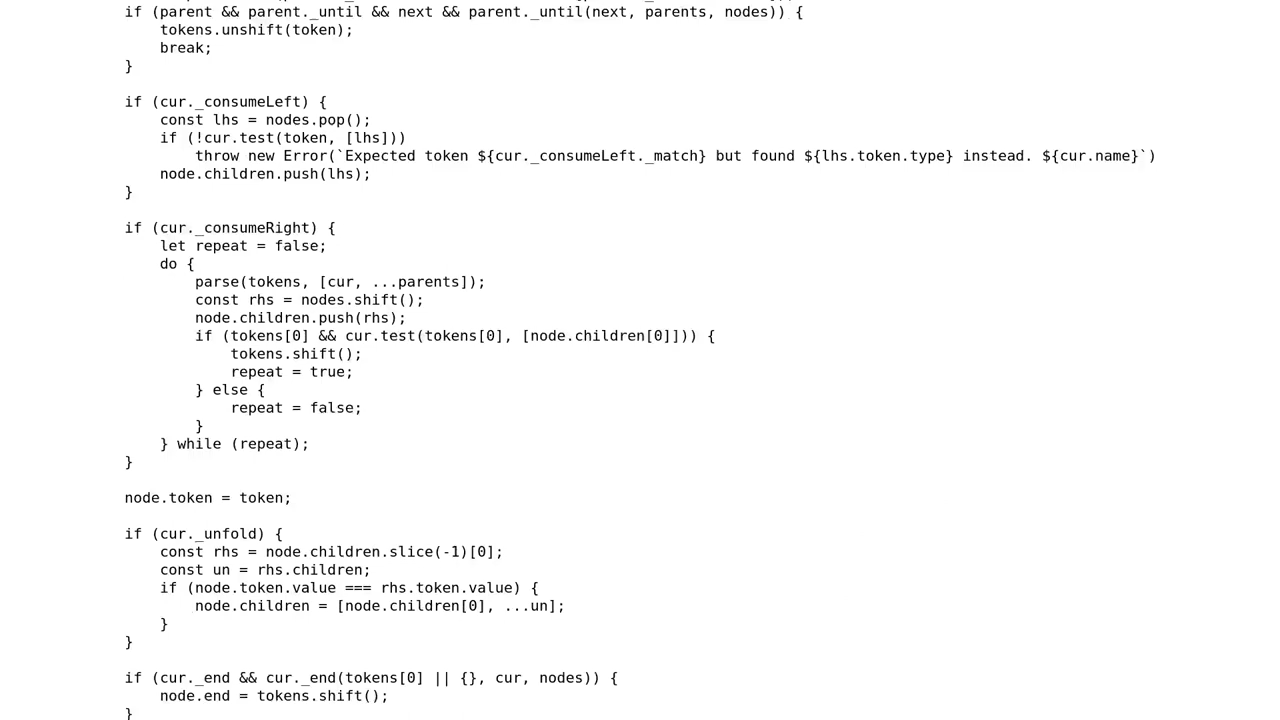 if (parent && parent._until && next && parent._until(next, parents, nodes)) {
tokens.unshift(token);
break;
}
if (cur._consumeLeft) {
const lhs = nodes.pop();
if (!cur.test(token, [lhs]))
throw new Error(`Expected token ${cur._consumeLeft._match} but found ${lhs.token.type} instead. ${cur.name}`)
node.children.push(lhs);
}
if (cur._consumeRight) {
let repeat = false;
do {
parse(tokens, [cur, ...parents]);
const rhs = nodes.shift();
node.children.push(rhs);
if (tokens[0] && cur.test(tokens[0], [node.children[0]])) {
tokens.shift();
repeat = true;
} else {
repeat = false;
}
} while (repeat);
}
node.token = token;
if (cur._unfold) {
const rhs = node.children.slice(-1)[0];
const un = rhs.children;
if (node.token.value === rhs.token.value) {
node.children = [node.children[0], ...un];
}
}
if (cur._end && cur._end(tokens[0] || {}, cur, nodes)) {
node.end = tokens.shift();
}